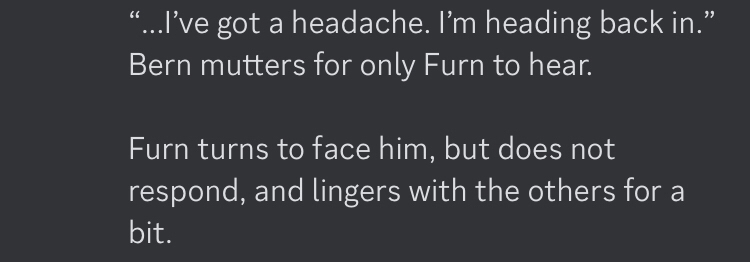 “...I’ve got a headache. I’m heading back in.”
Bern mutters for only Furn to hear.

Furn turns to face him, but does not
respond, and lingers with the others for a
bit.